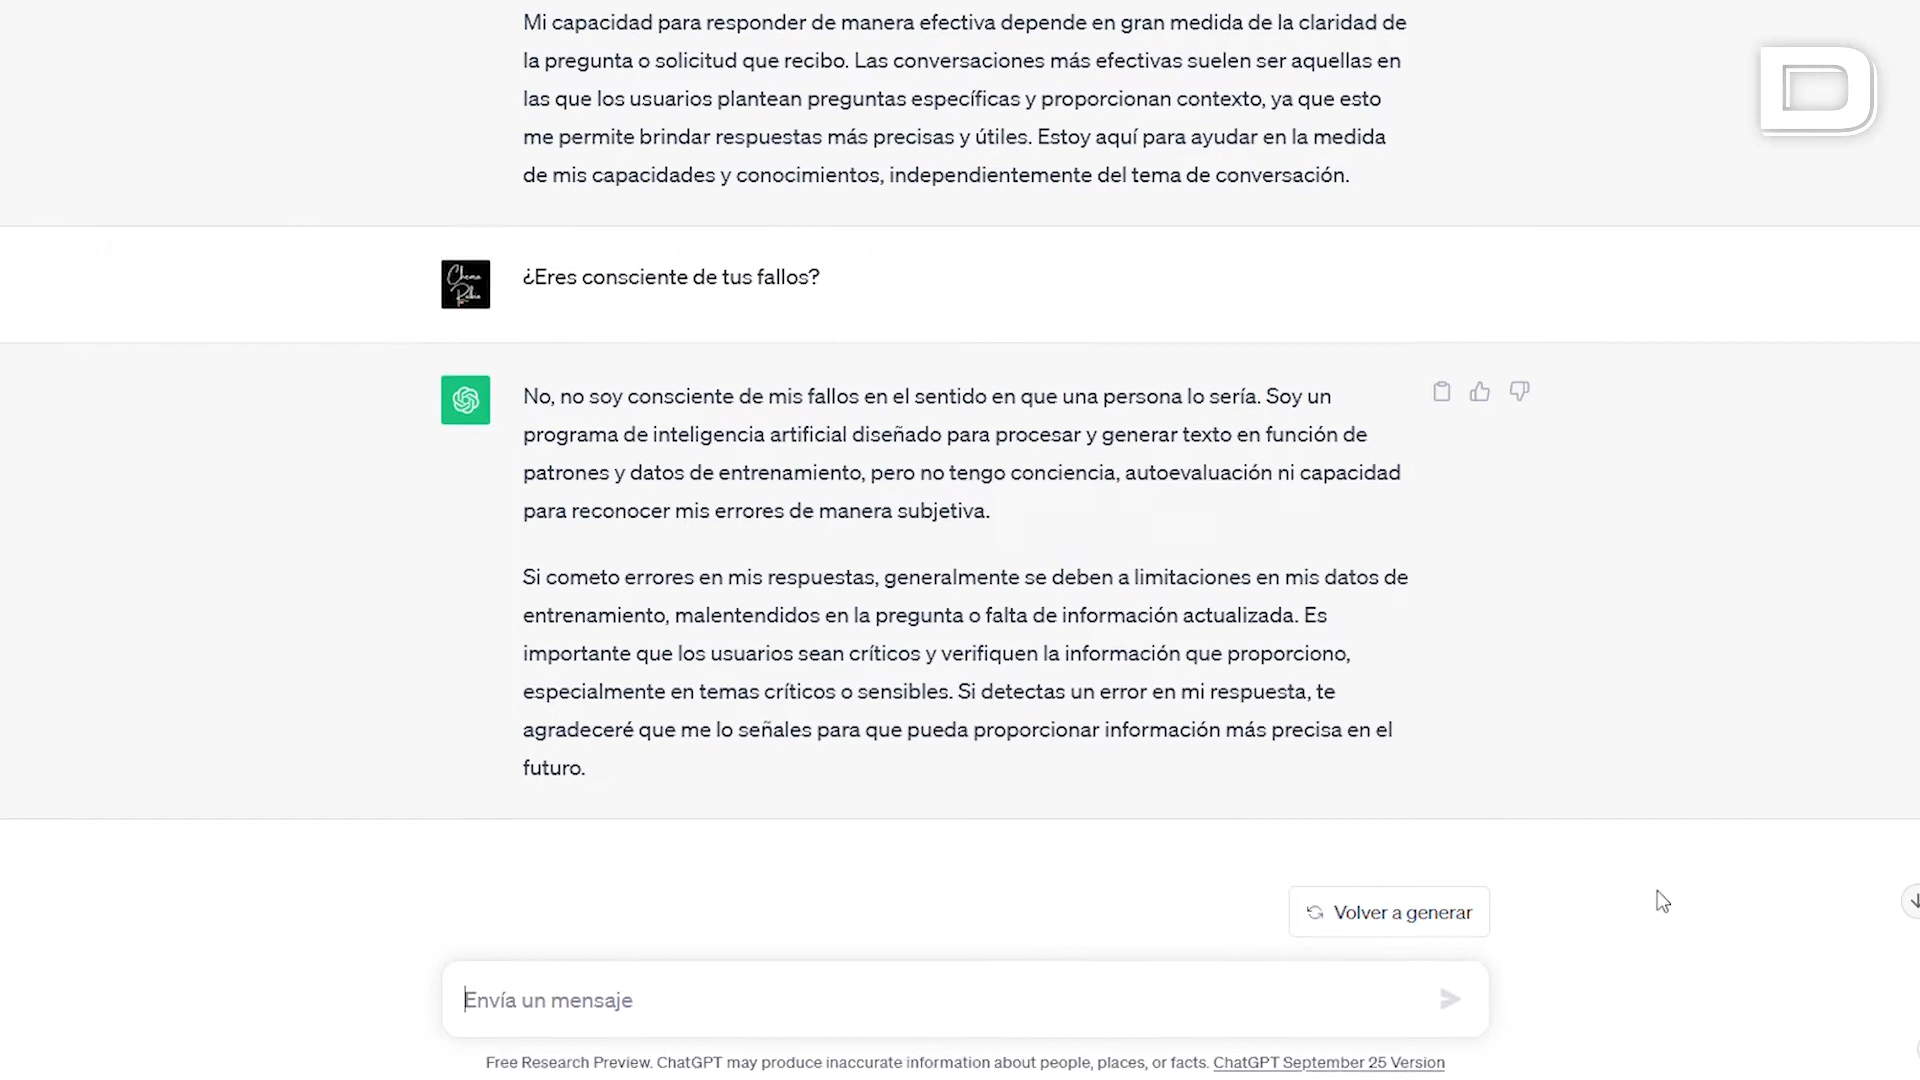 Mi capacidad para responder de manera efectiva depende en gran medida de la claridad de
la pregunta o solicitud que recibo. Las conversaciones más efectivas suelen ser aquellas en
las que los usuarios plantean preguntas específicas y proporcionan contexto, ya que esto
me permite brindar respuestas más precisas y útiles. Estoy aquí para ayudar en la medida
de mis capacidades y conocimientos, independientemente del tema de conversación.
D
Chema
Rubio
¿Eres consciente de tus fallos?
No, no soy consciente de mis fallos en el sentido en que una persona lo sería. Soy un
programa de inteligencia artificial diseñado para procesar y generar texto en función de
patrones y datos de entrenamiento, pero no tengo conciencia, autoevaluación ni capacidad
para reconocer mis errores de manera subjetiva.
Si cometo errores en mis respuestas, generalmente se deben a limitaciones en mis datos de
entrenamiento, malentendidos en la pregunta o falta de información actualizada. Es
importante que los usuarios sean críticos y verifiquen la información que proporciono,
especialmente en temas críticos o sensibles. Si detectas un error en mi respuesta, te
agradeceré que me lo señales para que pueda proporcionar información más precisa en el
futuro.
Volver a generar
Envía un mensaje
Free Research Preview. ChatGPT may produce inaccurate information about people, places, or facts. ChatGPT September 25 Version